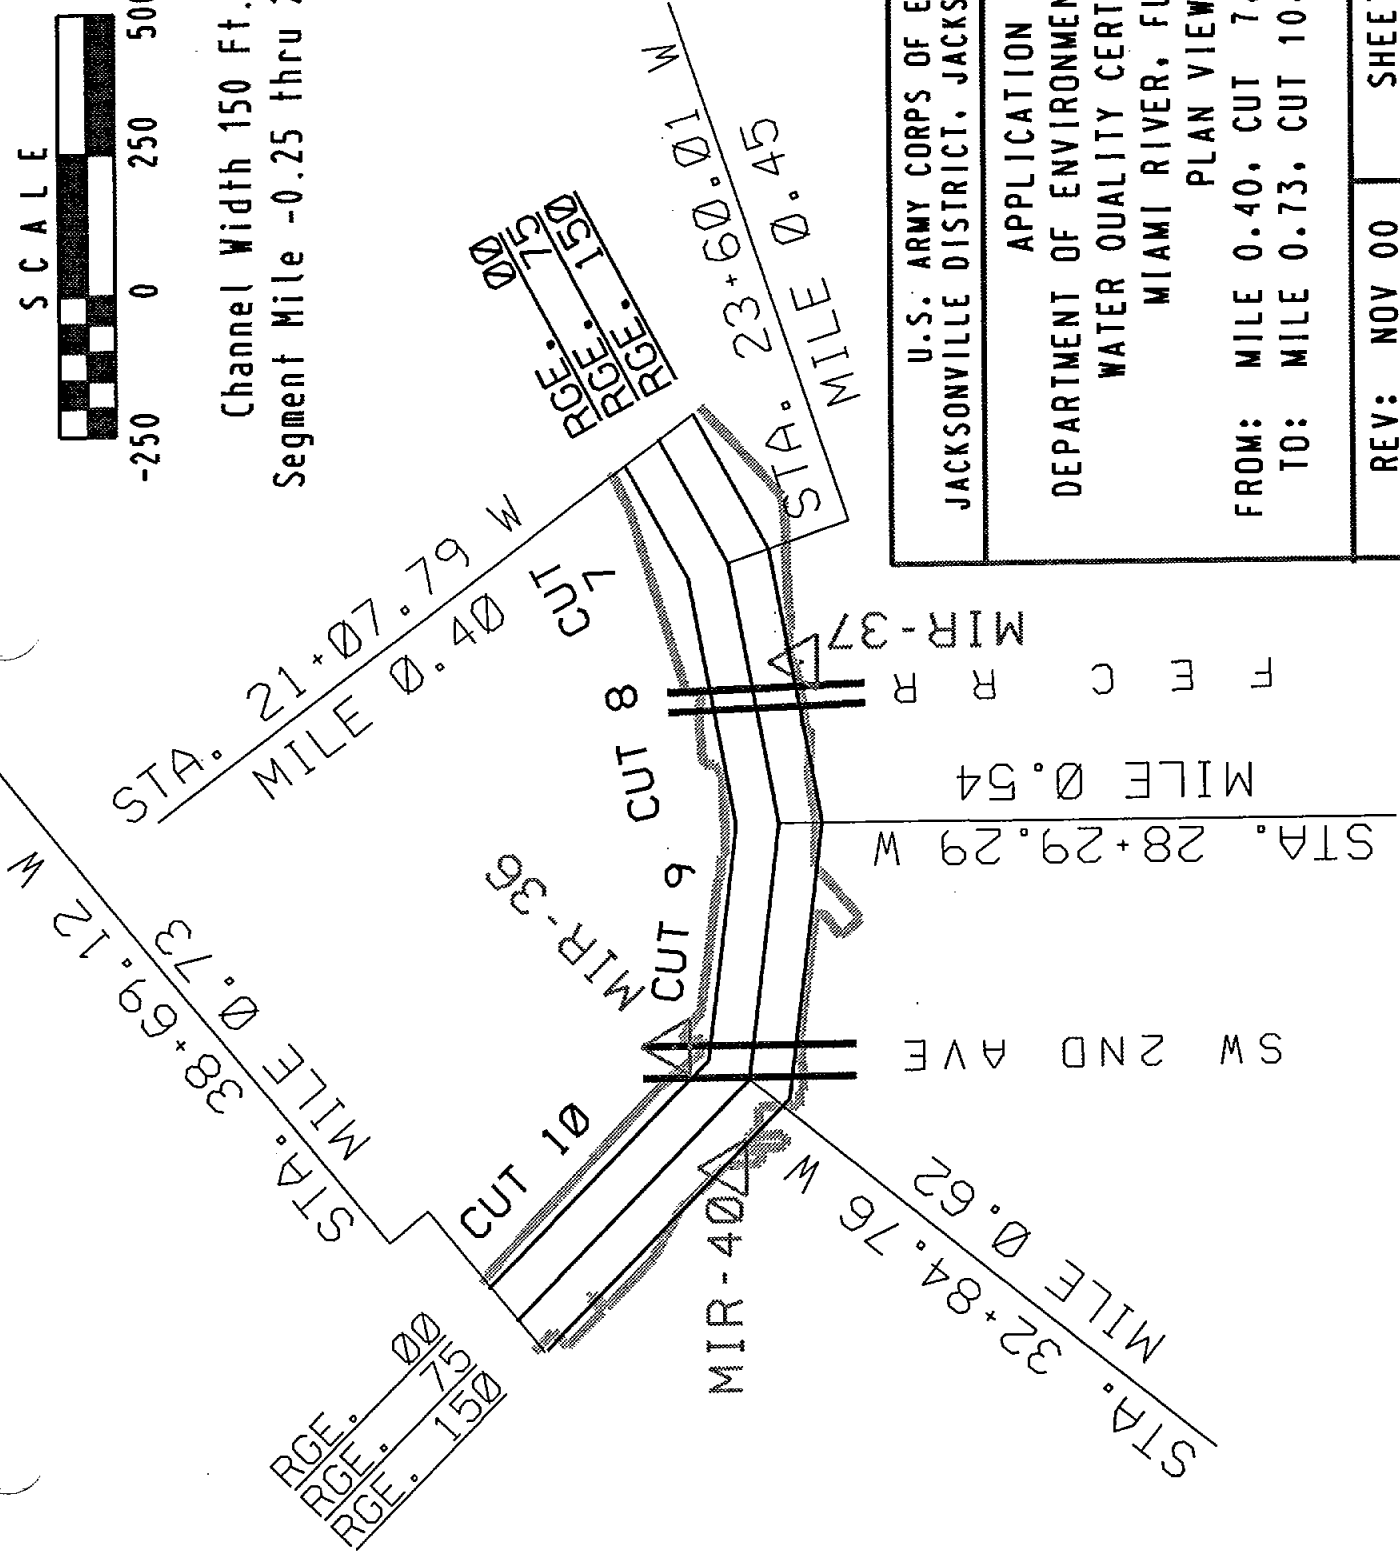 SCALE
-250 0 250
Channel Width 150 Ft.
Segment Mile -0.25 thru
W
STA. 23+60.01
MILE 0.45
RGE. 00
RGE. 75
RGE. 150
STA. 21+07.79 W
MILE 0.40
CUT 7
CUT 8
CUT 9
CUT 10
MIR-37
F E C R R
MILE 0.54
STA. 28+29.29 W
MIR-36
SW 2ND AVE
STA. 38+69.12 W
MILE 0.73
MIR-40
STA. 32+84.76 W
MILE 0.62
RGE. 00
RGE. 75
RGE. 150
U.S. ARMY CORPS OF
JACKSONVILLE DISTRICT, JACKS
APPLICATION
DEPARTMENT OF ENVIRONMEN
WATER QUALITY CERT
MIAMI RIVER,
PLAN VIEW
FROM: MILE 0.40, CUT
TO: MILE 0.73, CUT
REV: NOV 00
SHEE